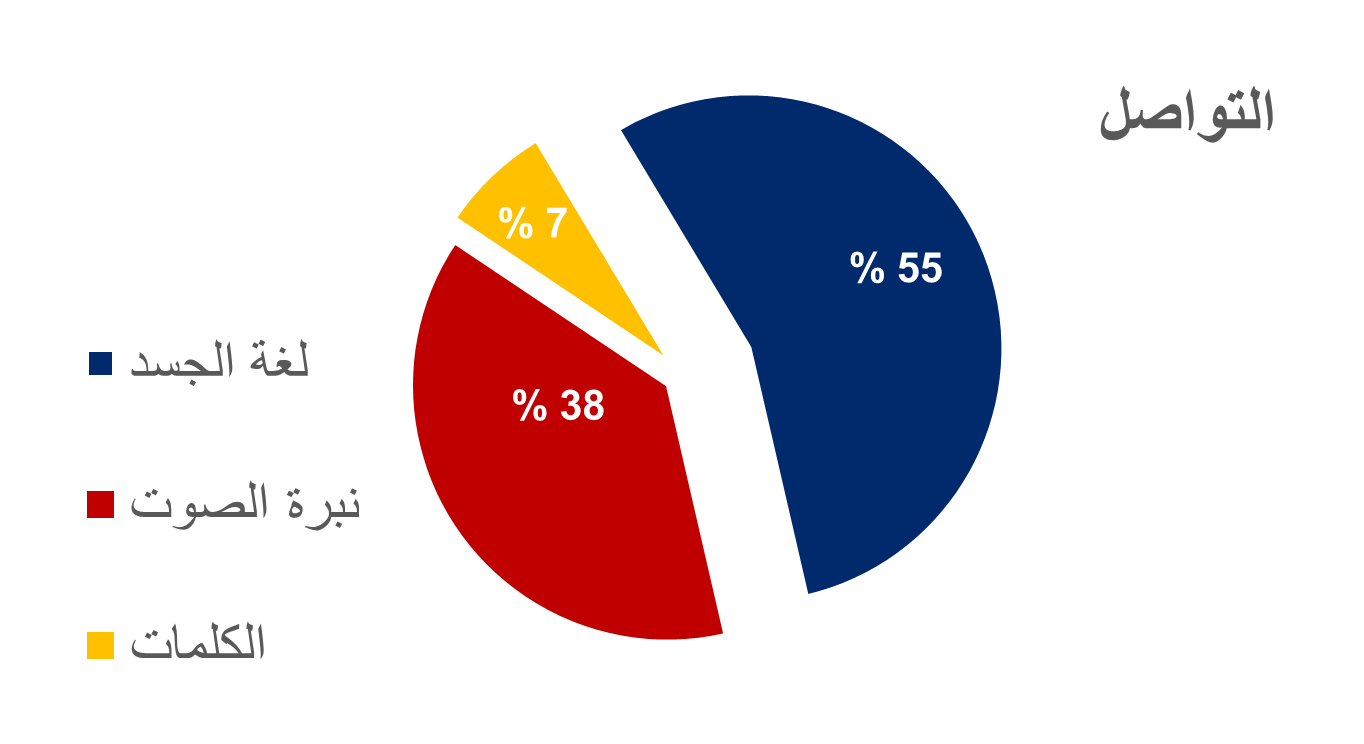 التواصل
% 55
% 7
% 38
لغة الجسد
نبرة الصوت
الكلمات